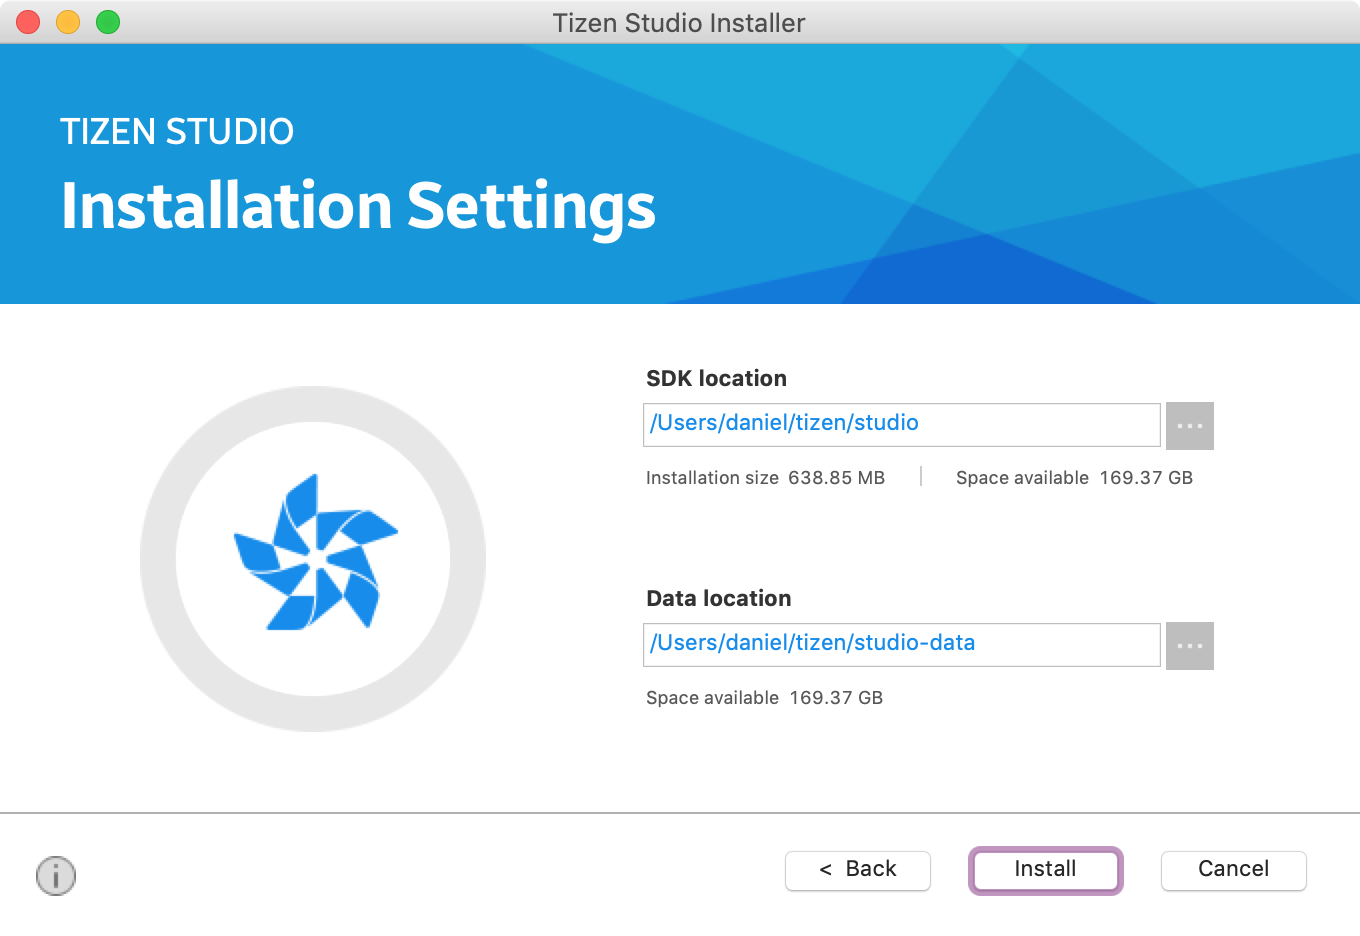 Tizen Studio Installer
TIZEN STUDIO
Installation Settings
SDK location
/Users/daniel/tizen/studio
...
Installation size 638.85 MB | Space available 169.37 GB
Data location
/Users/daniel/tizen/studio-data
...
Space available 169.37 GB
i
< Back
Install
Cancel